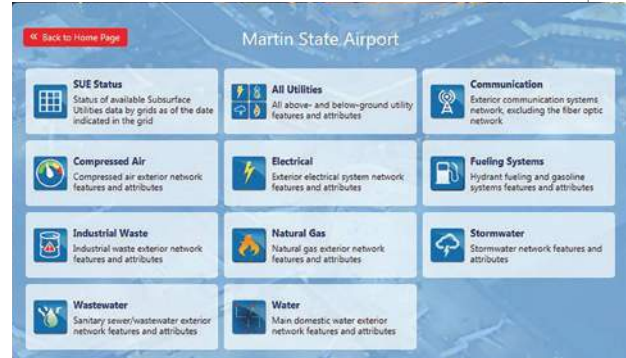 « Back to Home Page
Martin State Airport
SUE Status
Status of available Subsurface
Utilities data by grids as of the date
indicated in the grid
All Utilities
All above- and below-ground utility
features and attributes
Communication
Exterior communication systems
network, excluding the fiber optic
network
Compressed Air
Compressed air exterior network
features and attributes
Electrical
Exterior electrical system network
features and attributes
Fueling Systems
Hydrant fueling and gasoline
systems features and attributes
Industrial Waste
Industrial waste exterior network
features and attributes
Natural Gas
Natural gas exterior network
features and attributes
Stormwater
Stormwater network features and
attributes
Wastewater
Sanitary sewer/wastewater exterior
network features and attributes
Water
Main domestic water exterior
network features and attributes